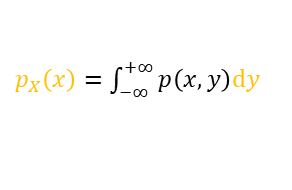 p_X(x) = ∫_{−∞}^{+∞} p(x, y)dy